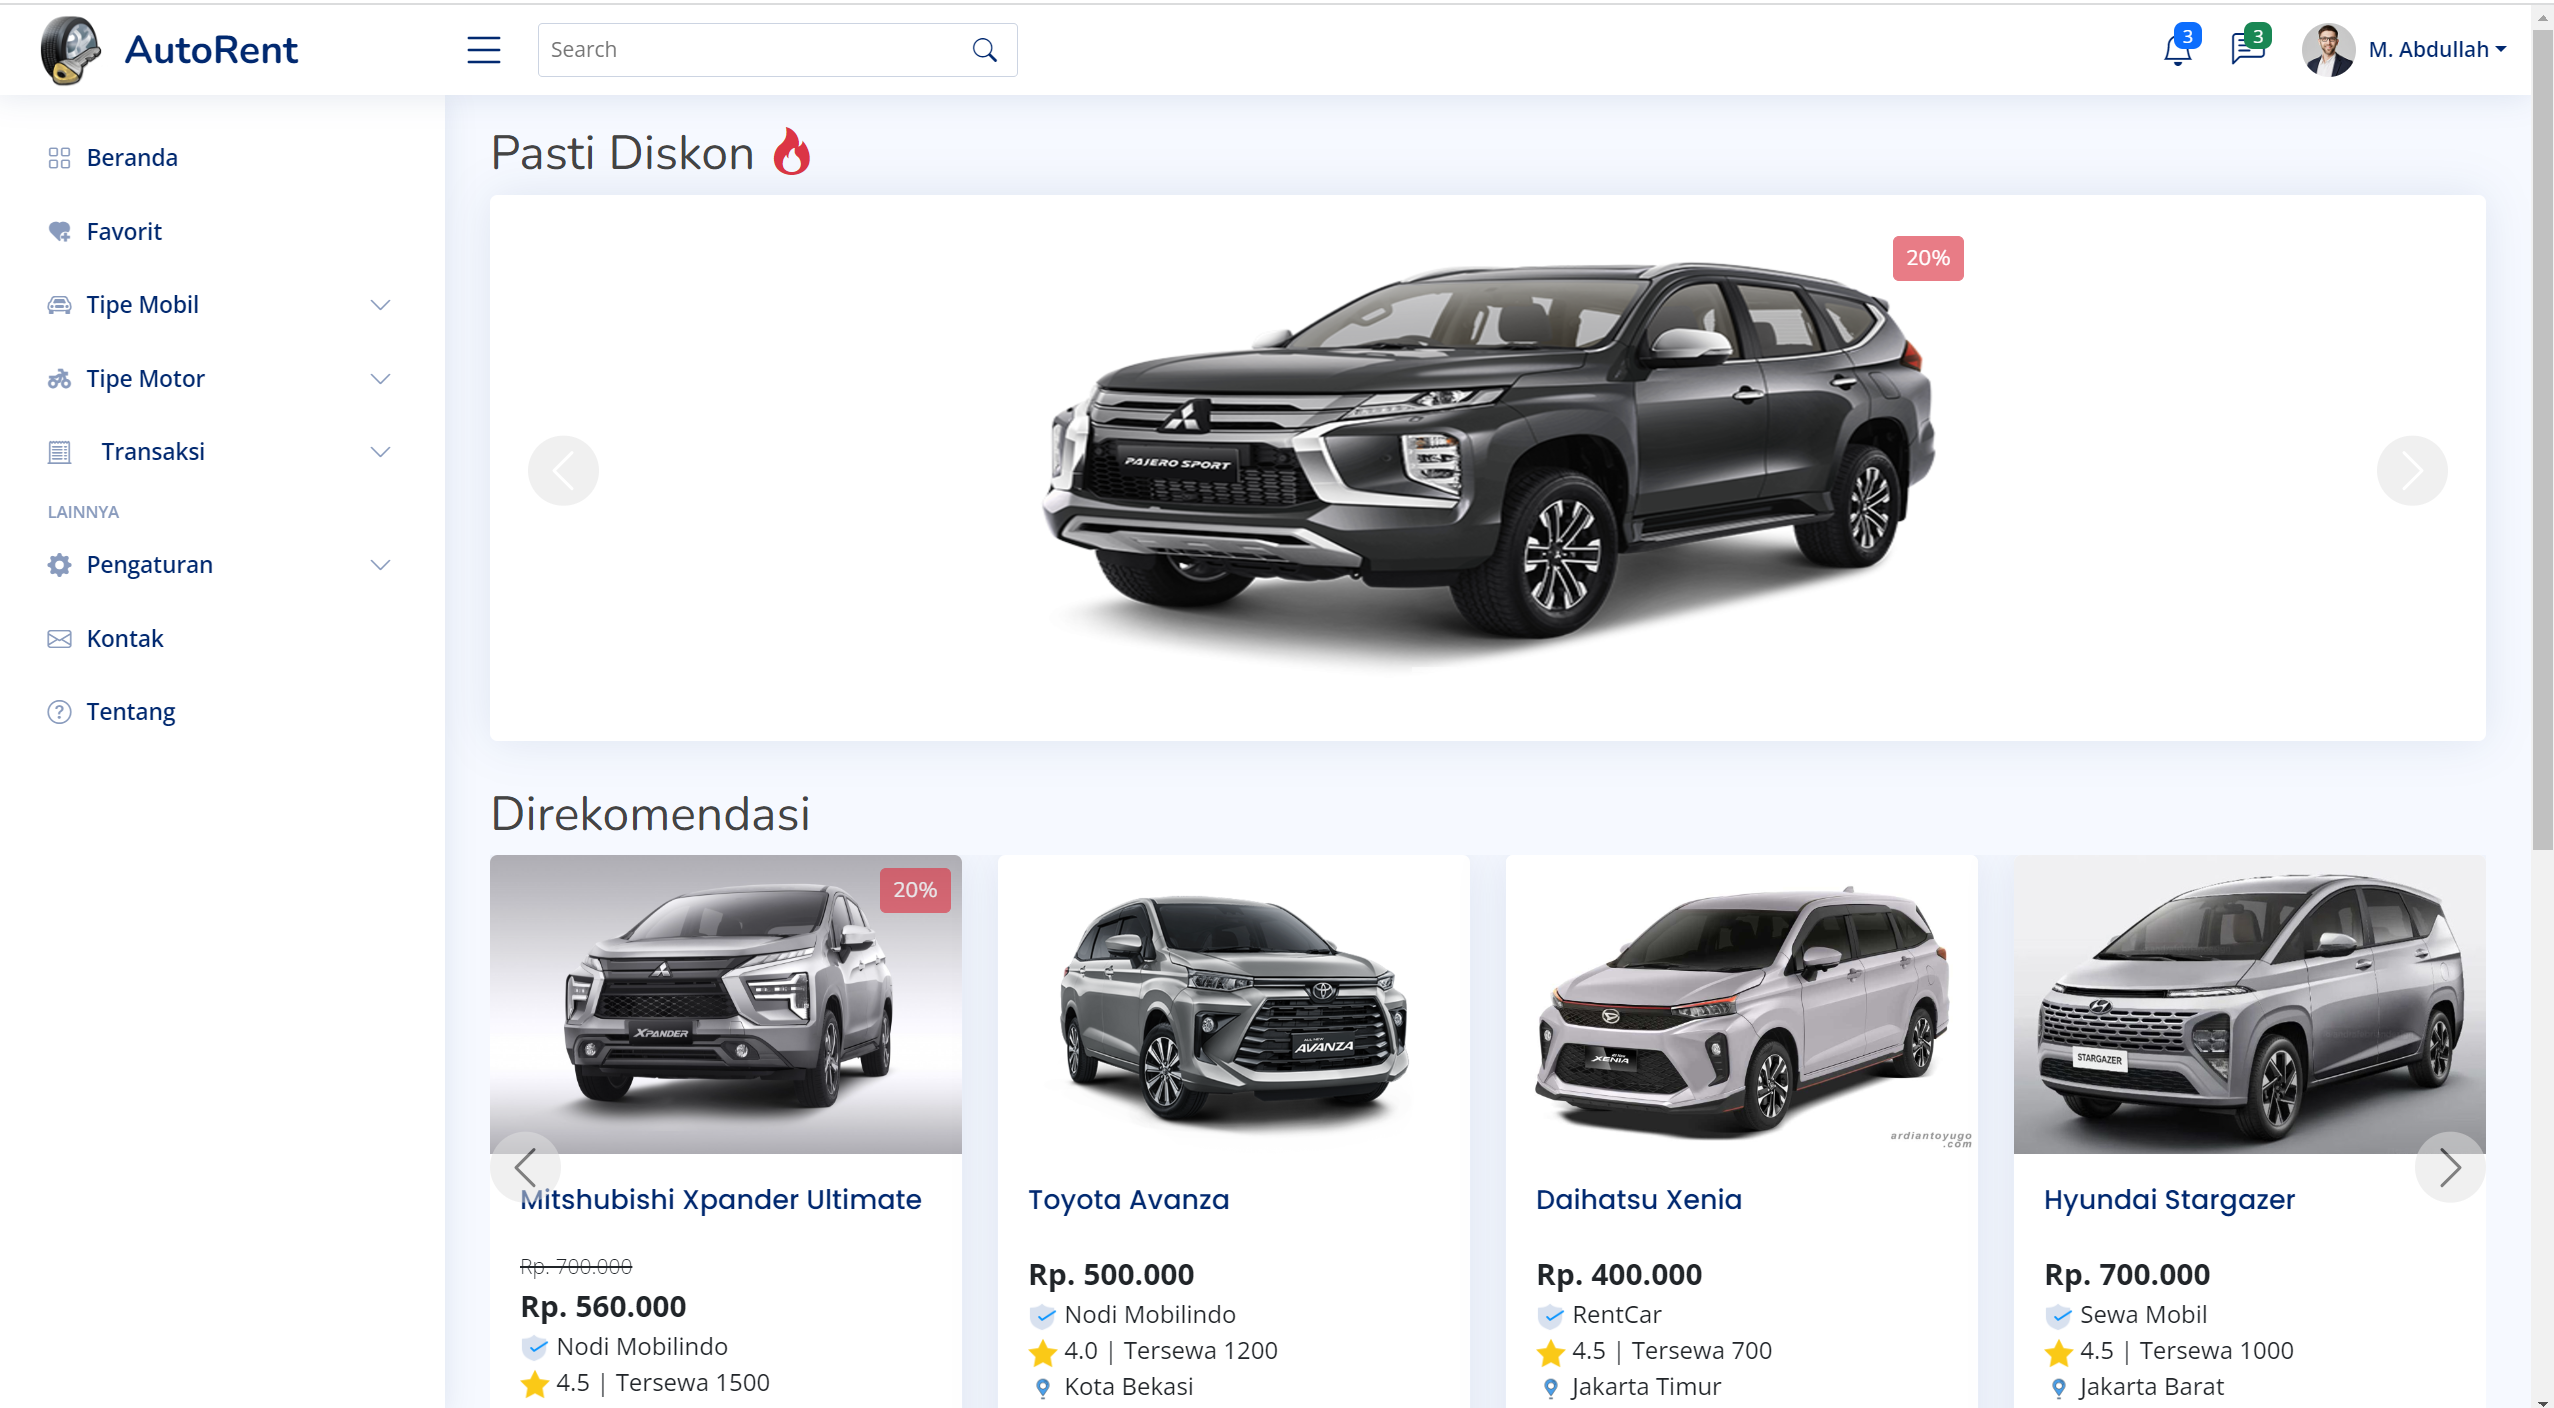 AutoRent
Search
3
3
M. Abdullah
Beranda
Favorit
Tipe Mobil
Tipe Motor
Transaksi
LAINNYA
Pengaturan
Kontak
Tentang
Pasti Diskon
20%
PAJERO SPORT
Direkomendasi
20%
XPANDER
Mitshubishi Xpander Ultimate
Rp. 700.000
Rp. 560.000
Nodi Mobilindo
4.5 | Tersewa 1500
ALL NEW
AVANZA
Toyota Avanza
Rp. 500.000
Nodi Mobilindo
4.0 | Tersewa 1200
Kota Bekasi
All New
XENIA
ardiantoyugo
.com
Daihatsu Xenia
Rp. 400.000
RentCar
4.5 | Tersewa 700
Jakarta Timur
STARGAZER
Hyundai Stargazer
Rp. 700.000
Sewa Mobil
4.5 | Tersewa 1000
Jakarta Barat